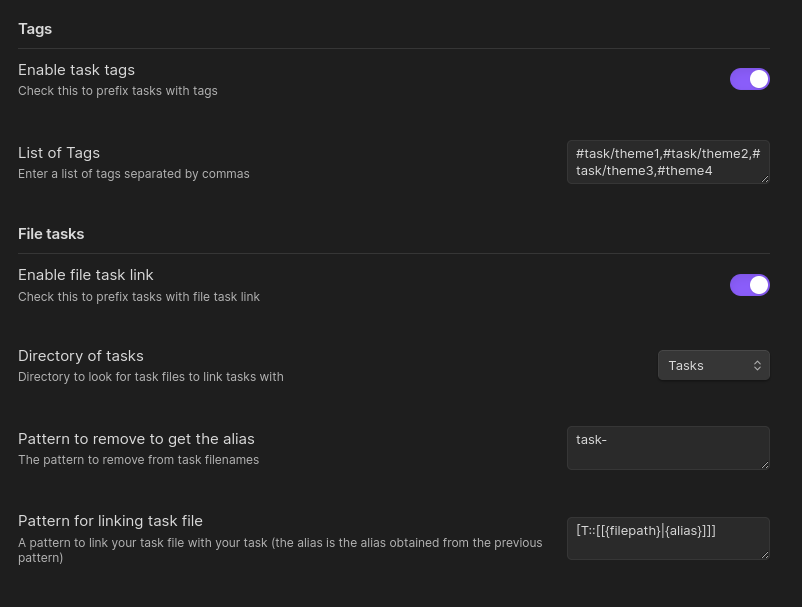 Tags
Enable task tags
Check this to prefix tasks with tags
List of Tags
Enter a list of tags separated by commas
#task/theme1,#task/theme2,#
task/theme3,#theme4
File tasks
Enable file task link
Check this to prefix tasks with file task link
Directory of tasks
Directory to look for task files to link tasks with
Tasks
Pattern to remove to get the alias
The pattern to remove from task filenames
task-
Pattern for linking task file
A pattern to link your task file with your task (the alias is the alias obtained from the previous
pattern)
[T::[[{filepath}|{alias}]]]